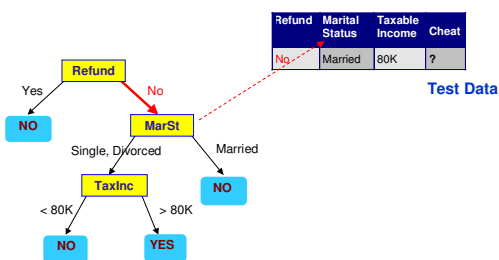 Refund Marital Status Taxable Income Cheat
No Married 80K ?
Test Data
Refund
Yes
No
NO
MarSt
Single, Divorced
Married
TaxInc
NO
< 80K
> 80K
NO
YES